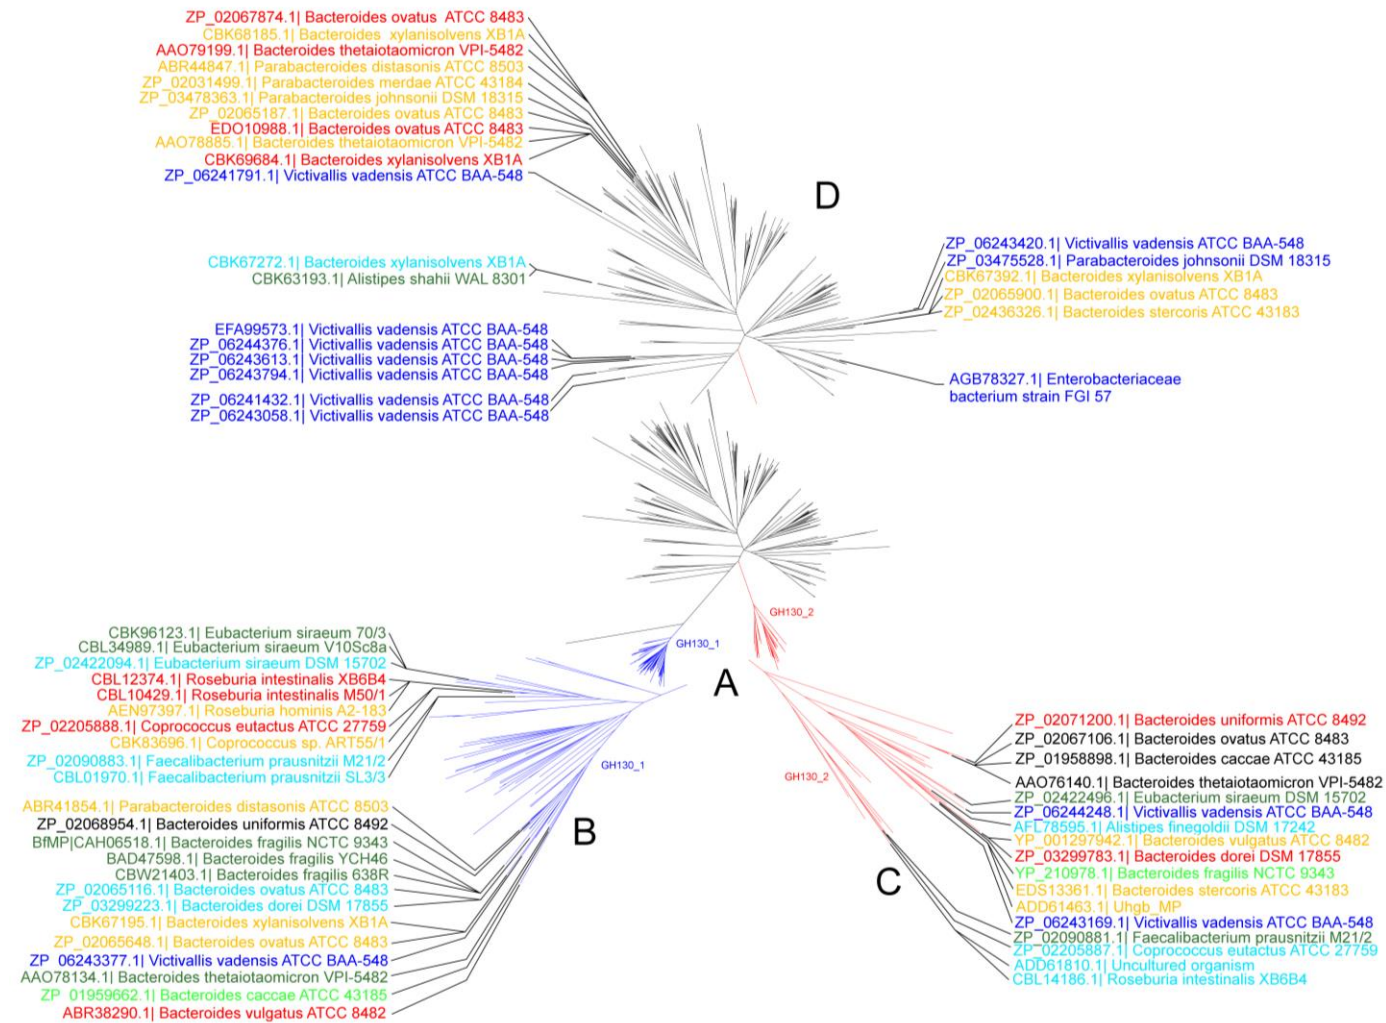 ZP_02067874.1| Bacteroides ovatus ATCC 8483
CBK68185.1| Bacteroides xylanisolvens XB1A
AAO79199.1| Bacteroides thetaiotaomicron VPI-5482
ABR44847.1| Parabacteroides distasonis ATCC 8503
ZP_02031499.1| Parabacteroides merdae ATCC 43184
ZP_03478363.1| Parabacteroides johnsonii DSM 18315
ZP_02065187.1| Bacteroides ovatus ATCC 8483
EDO10988.1| Bacteroides ovatus ATCC 8483
AAO78885.1| Bacteroides thetaiotaomicron VPI-5482
CBK69684.1| Bacteroides xylanisolvens XB1A
ZP_06241791.1| Victivallis vadensis ATCC BAA-548
D
CBK67272.1| Bacteroides xylanisolvens XB1A
CBK63193.1| Alistipes shahii WAL 8301
EFA99573.1| Victivallis vadensis ATCC BAA-548
ZP_06244376.1| Victivallis vadensis ATCC BAA-548
ZP_06243613.1| Victivallis vadensis ATCC BAA-548
ZP_06243794.1| Victivallis vadensis ATCC BAA-548
ZP_06241432.1| Victivallis vadensis ATCC BAA-548
ZP_06243058.1| Victivallis vadensis ATCC BAA-548
ZP_06243420.1| Victivallis vadensis ATCC BAA-548
ZP_03475528.1| Parabacteroides johnsonii DSM 18315
CBK67392.1| Bacteroides xylanisolvens XB1A
ZP_02065900.1| Bacteroides ovatus ATCC 8483
ZP_02436326.1| Bacteroides stercoris ATCC 43183
AGB78327.1| Enterobacteriaceae
bacterium strain FGI 57
GH130_2
GH130_1
A
CBK96123.1| Eubacterium siraeum 70/3
CBL34989.1| Eubacterium siraeum V10Sc8a
ZP_02422094.1| Eubacterium siraeum DSM 15702
CBL12374.1| Roseburia intestinalis XB6B4
CBL10429.1| Roseburia intestinalis M50/1
AEN97397.1| Roseburia hominis A2-183
ZP_02205888.1| Coprococcus eutactus ATCC 27759
CBK83696.1| Coprococcus sp. ART55/1
ZP_02090883.1| Faecalibacterium prausnitzii M21/2
CBL01970.1| Faecalibacterium prausnitzii SL3/3
GH130_1
B
ABR41854.1| Parabacteroides distasonis ATCC 8503
ZP_02068954.1| Bacteroides uniformis ATCC 8492
BfMP|CAH06518.1| Bacteroides fragilis NCTC 9343
BAD47598.1| Bacteroides fragilis YCH46
CBW21403.1| Bacteroides fragilis 638R
ZP_02065116.1| Bacteroides ovatus ATCC 8483
ZP_03299223.1| Bacteroides dorei DSM 17855
CBK67195.1| Bacteroides xylanisolvens XB1A
ZP_02065648.1| Bacteroides ovatus ATCC 8483
ZP_06243377.1| Victivallis vadensis ATCC BAA-548
AAO78134.1| Bacteroides thetaiotaomicron VPI-5482
ZP_01959662.1| Bacteroides caccae ATCC 43185
ABR38290.1| Bacteroides vulgatus ATCC 8482
GH130_2
C
ZP_02071200.1| Bacteroides uniformis ATCC 8492
ZP_02067106.1| Bacteroides ovatus ATCC 8483
ZP_01958898.1| Bacteroides caccae ATCC 43185
AAO76140.1| Bacteroides thetaiotaomicron VPI-5482
ZP_02422496.1| Eubacterium siraeum DSM 15702
ZP_06244248.1| Victivallis vadensis ATCC BAA-548
AFL78595.1| Alistipes finegoldii DSM 17242
YP_001297942.1| Bacteroides vulgatus ATCC 8482
ZP_03299783.1| Bacteroides dorei DSM 17855
YP_210978.1| Bacteroides fragilis NCTC 9343
EDS13361.1| Bacteroides stercoris ATCC 43183
ADD61463.1| Uhgb_MP
ZP_06243169.1| Victivallis vadensis ATCC BAA-548
ZP_02090881.1| Faecalibacterium prausnitzii M21/2
ZP_02205887.1| Coprococcus eutactus ATCC 27759
ADD61810.1| Uncultured organism
CBL14186.1| Roseburia intestinalis XB6B4